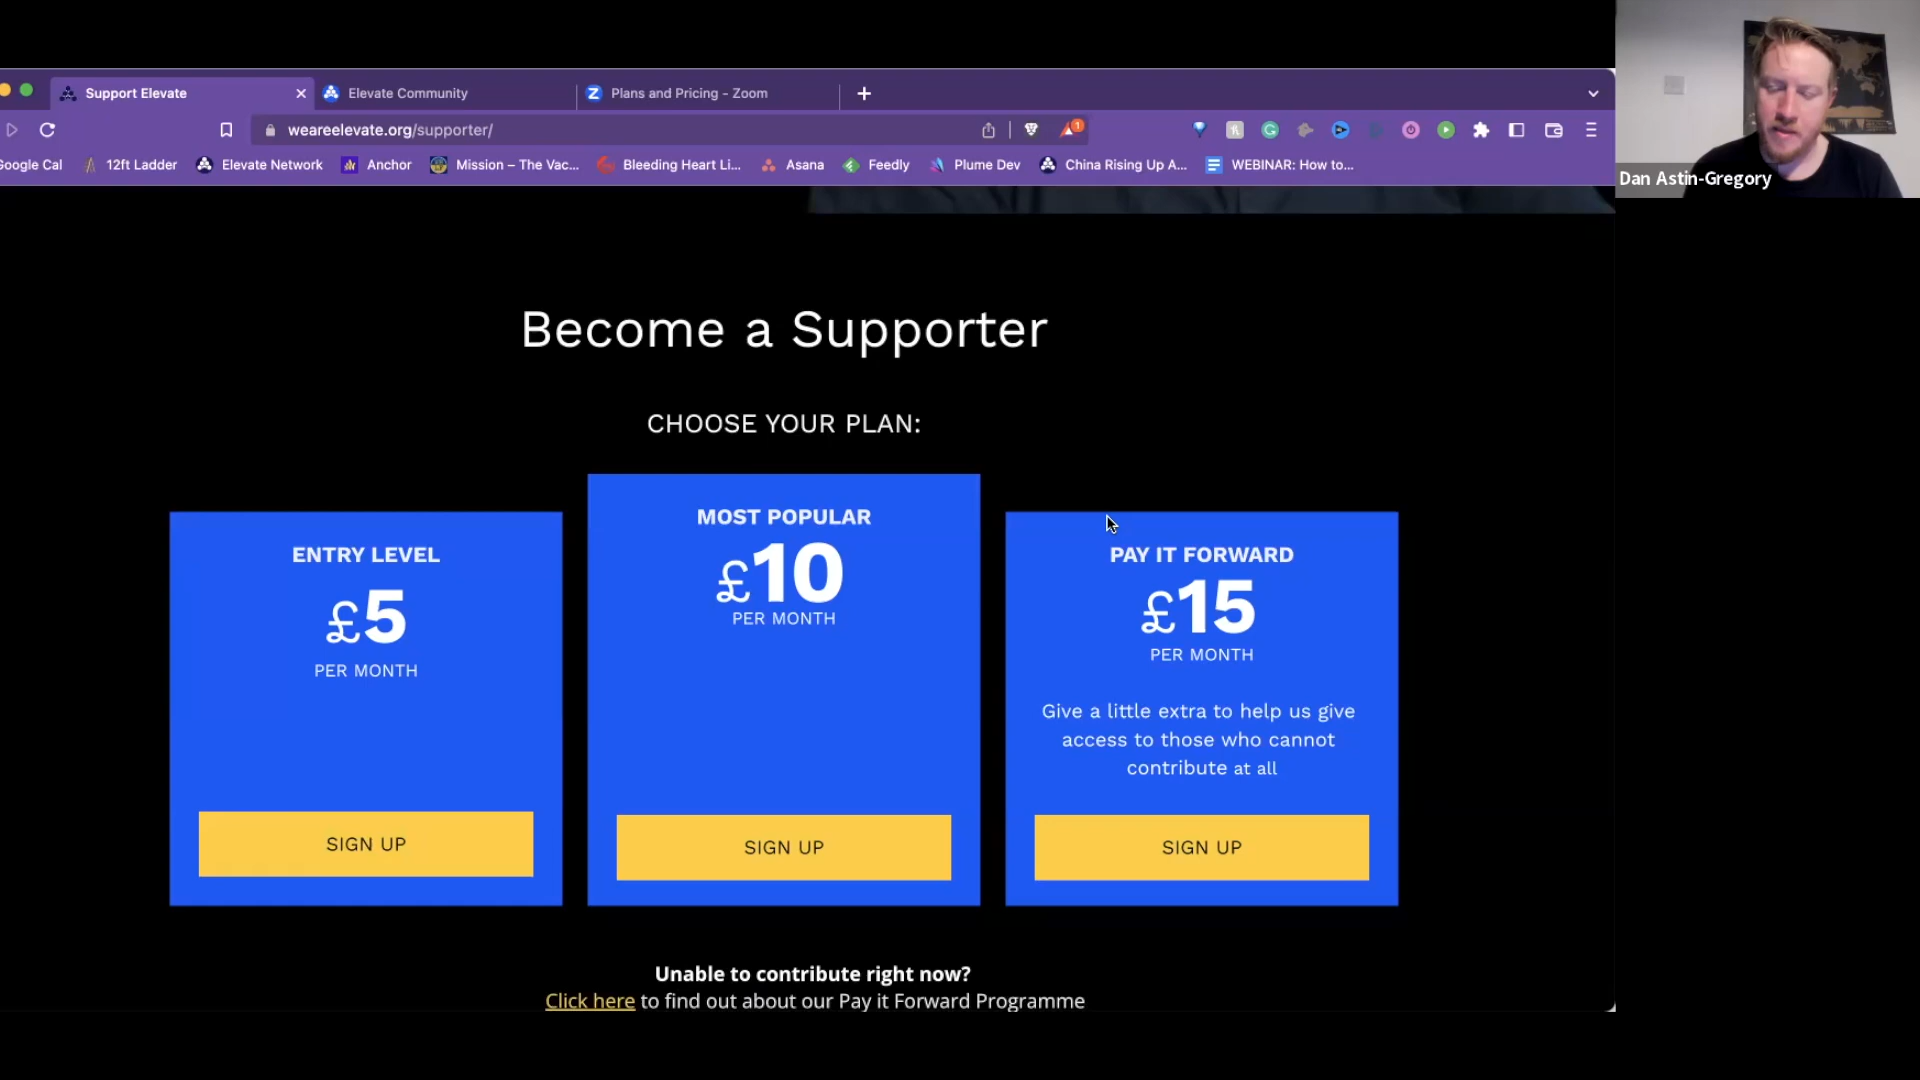 Support Elevate
Elevate Community
Plans and Pricing - Zoom
weareelevate.org/supporter/
1
Google Cal
12ft Ladder
Elevate Network
Anchor
Mission – The Vac...
Bleeding Heart Li...
Asana
Feedly
Plume Dev
China Rising Up A...
WEBINAR: How to...
Dan Astin-Gregory
Become a Supporter
CHOOSE YOUR PLAN:
ENTRY LEVEL
£5
PER MONTH
SIGN UP
MOST POPULAR
£10
PER MONTH
SIGN UP
PAY IT FORWARD
£15
PER MONTH
Give a little extra to help us give
access to those who cannot
contribute at all
SIGN UP
Unable to contribute right now?
Click here to find out about our Pay it Forward Programme